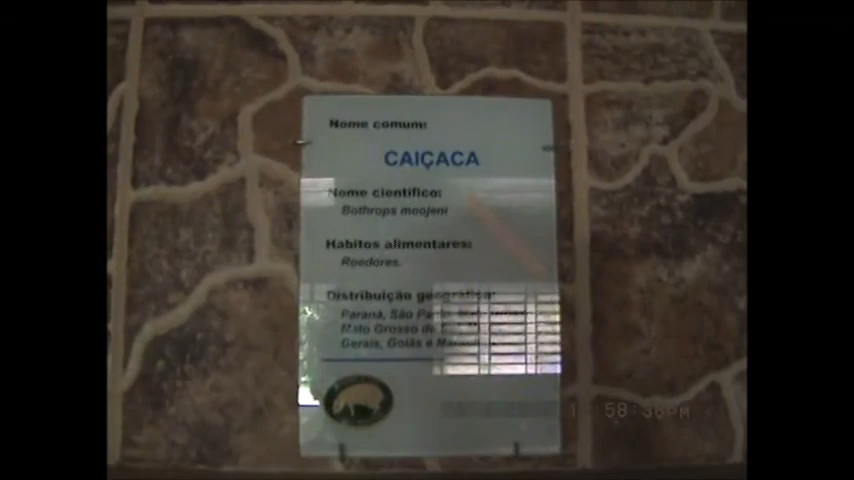 Nome comum:
CAIÇACA
Nome científico:
Bothrops moojeni
Hábitos alimentares:
Roedores.
Distribuição geográfica:
Paraná, São Paulo,
Mato Grosso do
Gerais, Goiás e
58:36PM